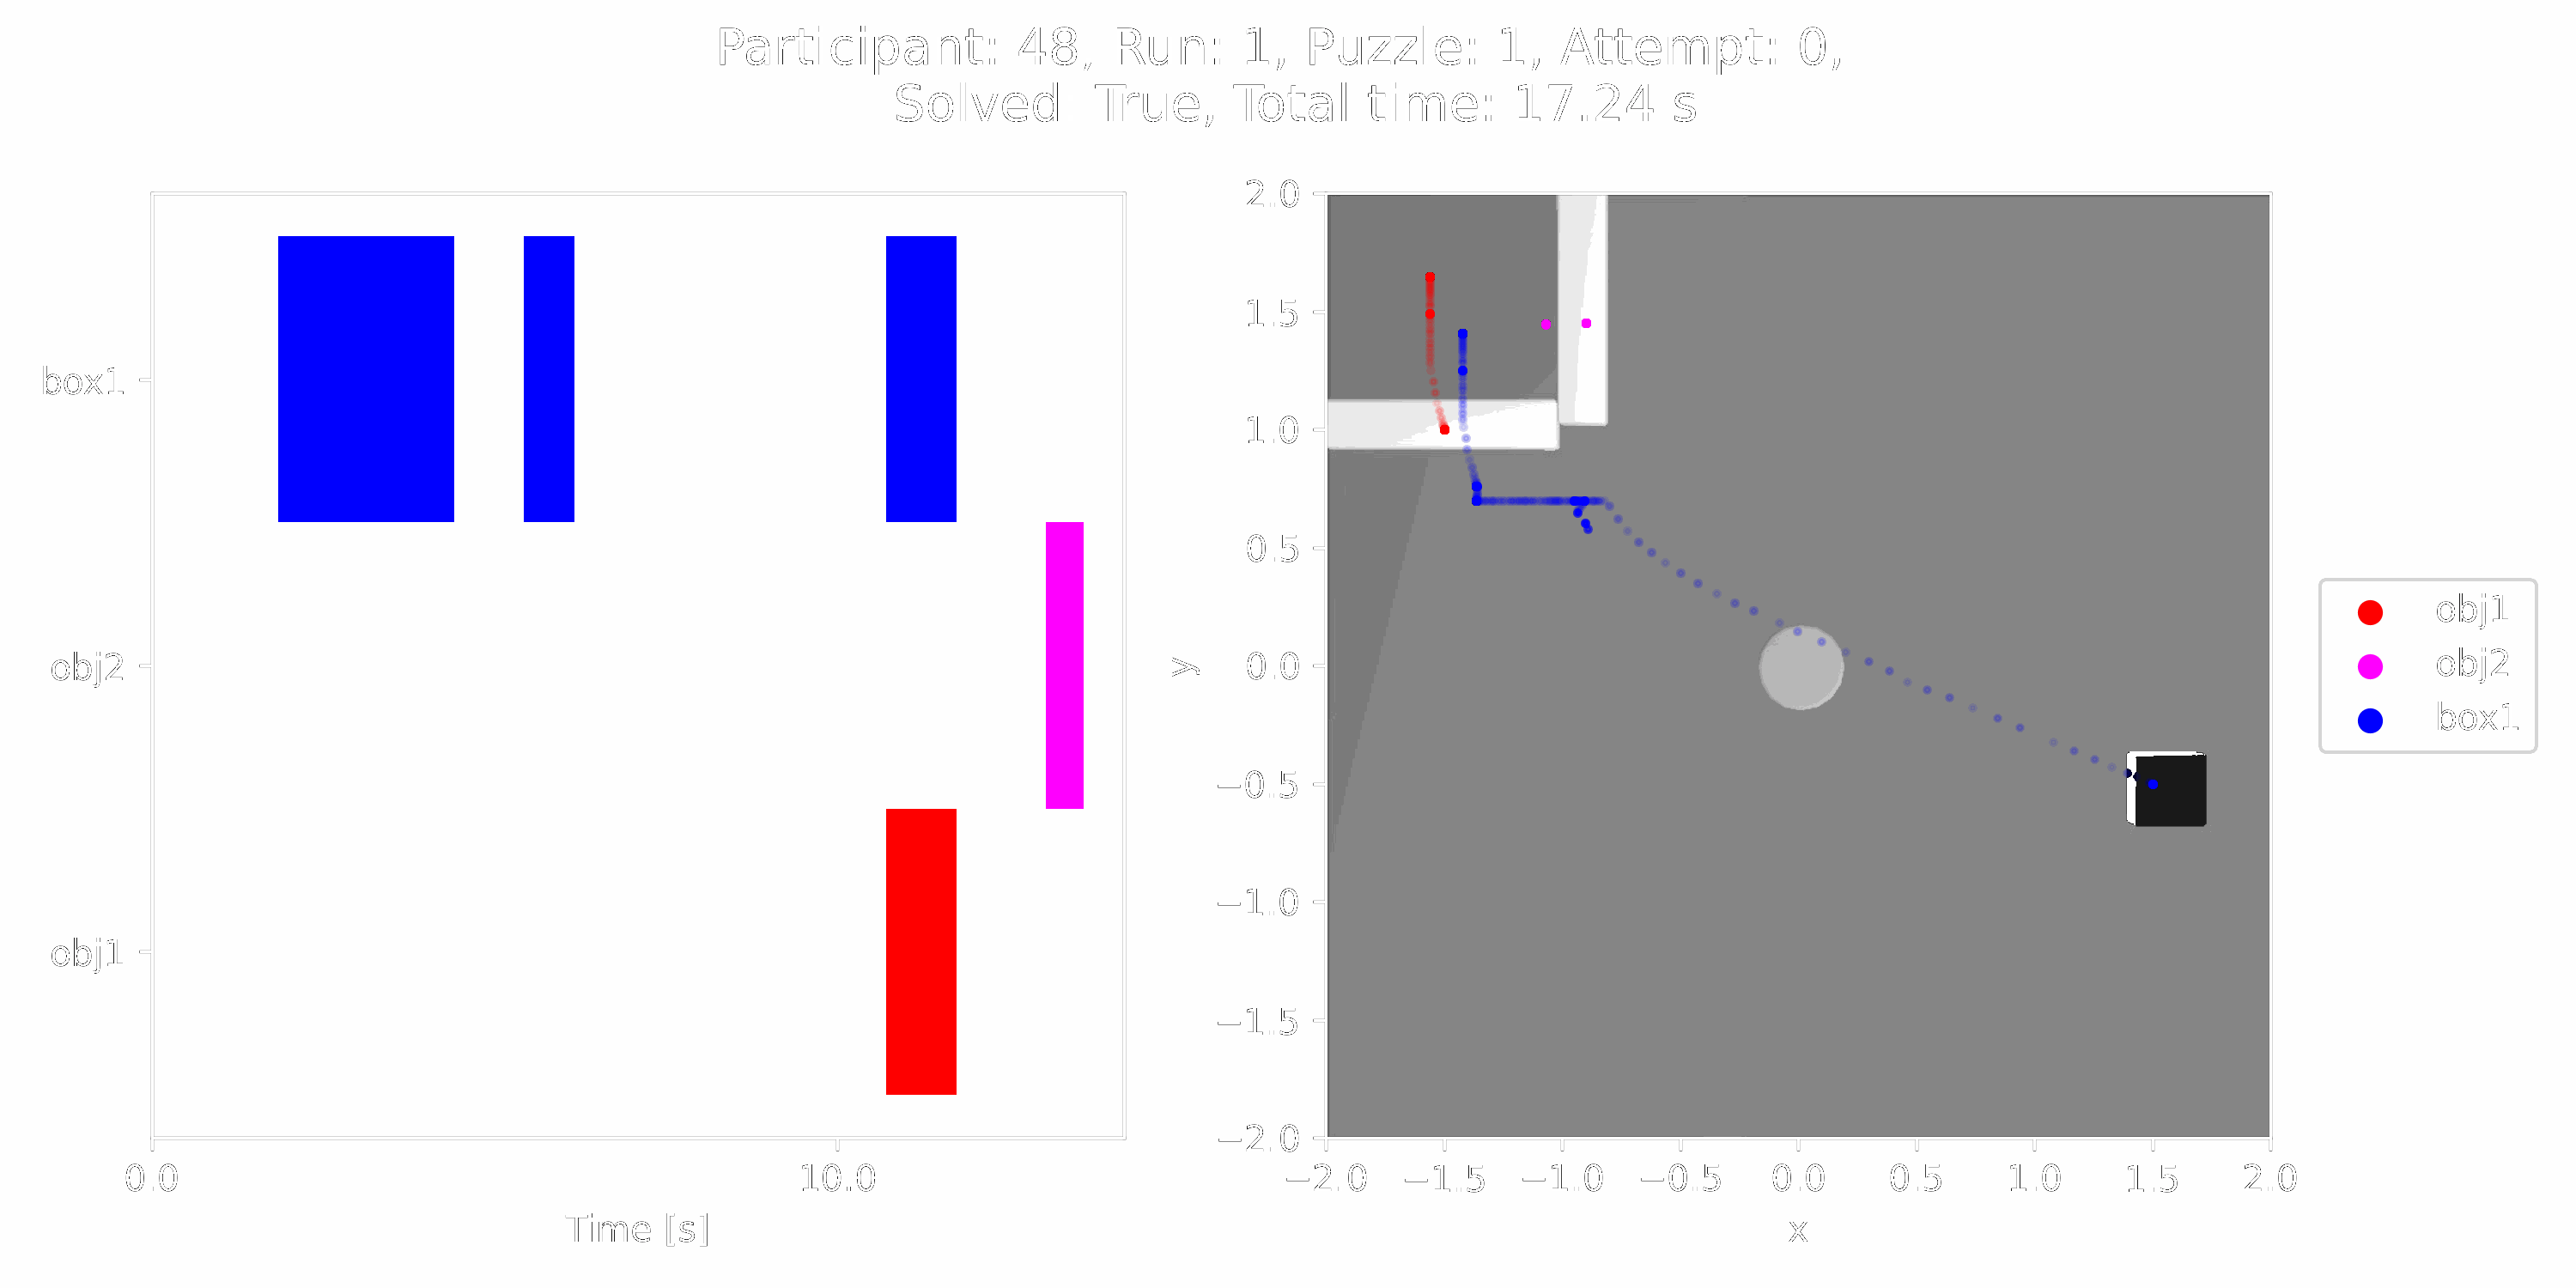 Participant: 48, Run: 1, Puzzle: 1, Attempt: 0,
Solved True, Total time: 17.24 s
box1
obj2
obj1
0.0
10.0
Time [s]
2.0
1.5
1.0
0.5
0.0
−0.5
−1.0
−1.5
−2.0
y
−2.0
−1.5
−1.0
−0.5
0.0
0.5
1.0
1.5
2.0
x
obj1
obj2
box1